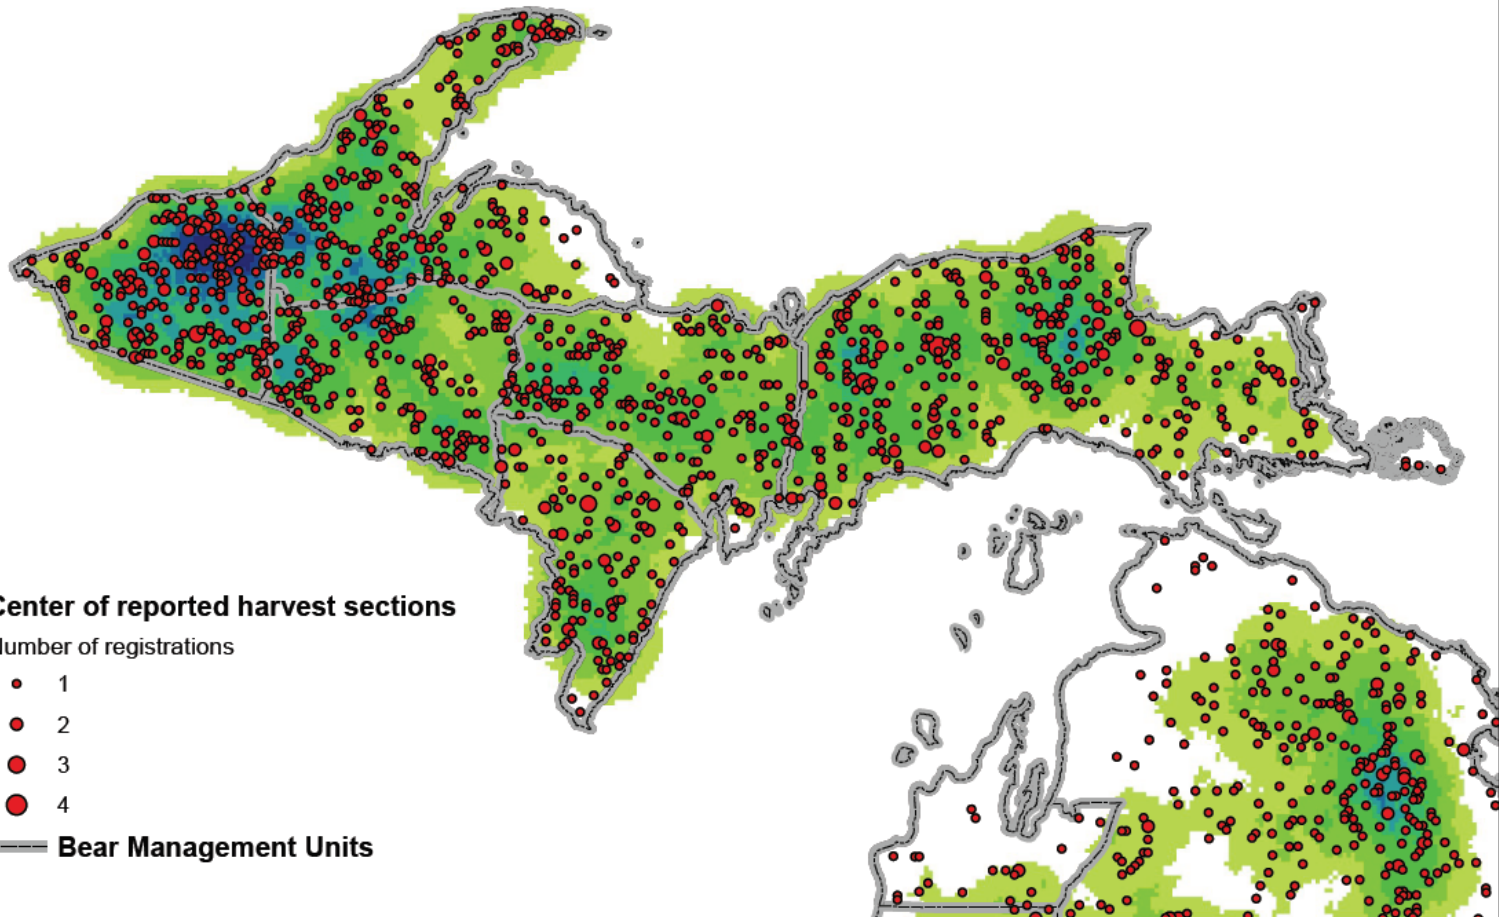 Center of reported harvest sections
Number of registrations
1
2
3
4
Bear Management Units